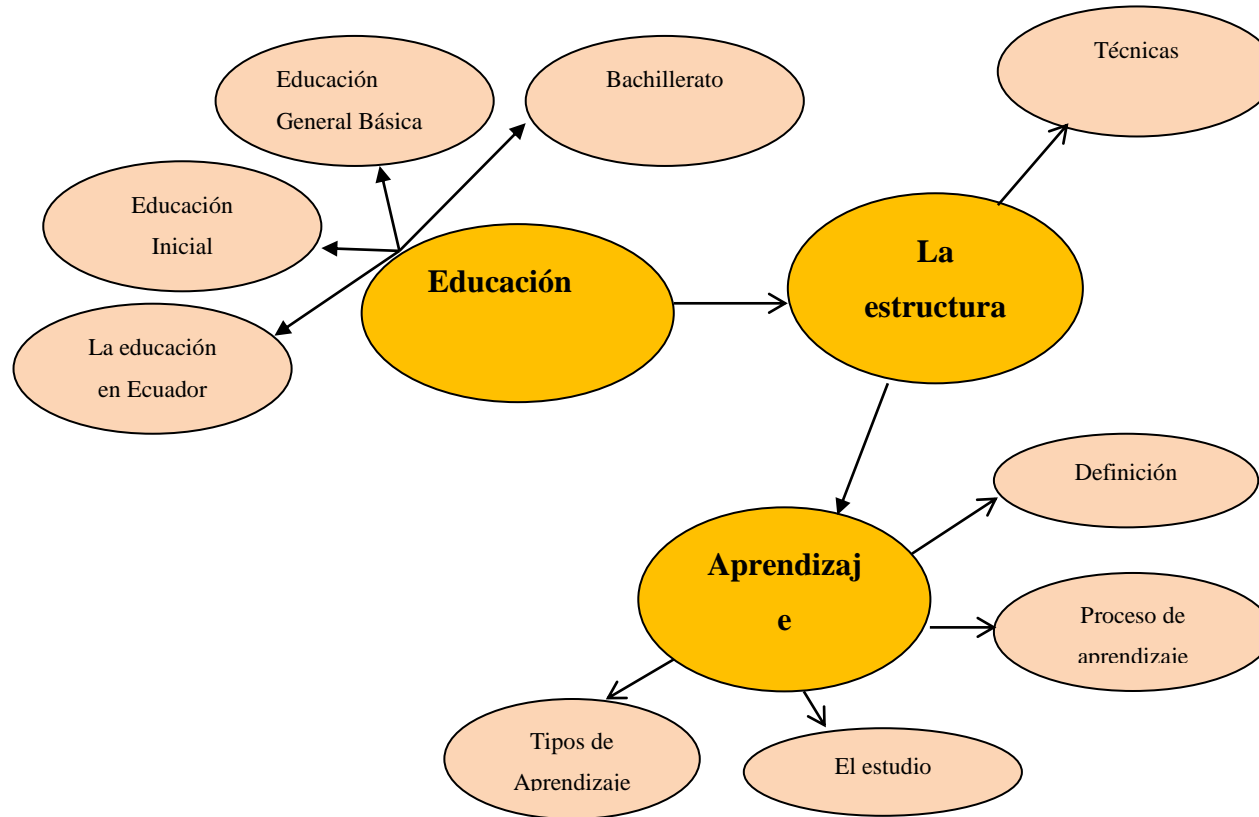 Educación
General Básica
Bachillerato
Técnicas
Educación
Inicial
Educación
La
estructura
La educación
en Ecuador
Definición
Aprendizaj
e
Proceso de
aprendizaje
Tipos de
Aprendizaje
El estudio